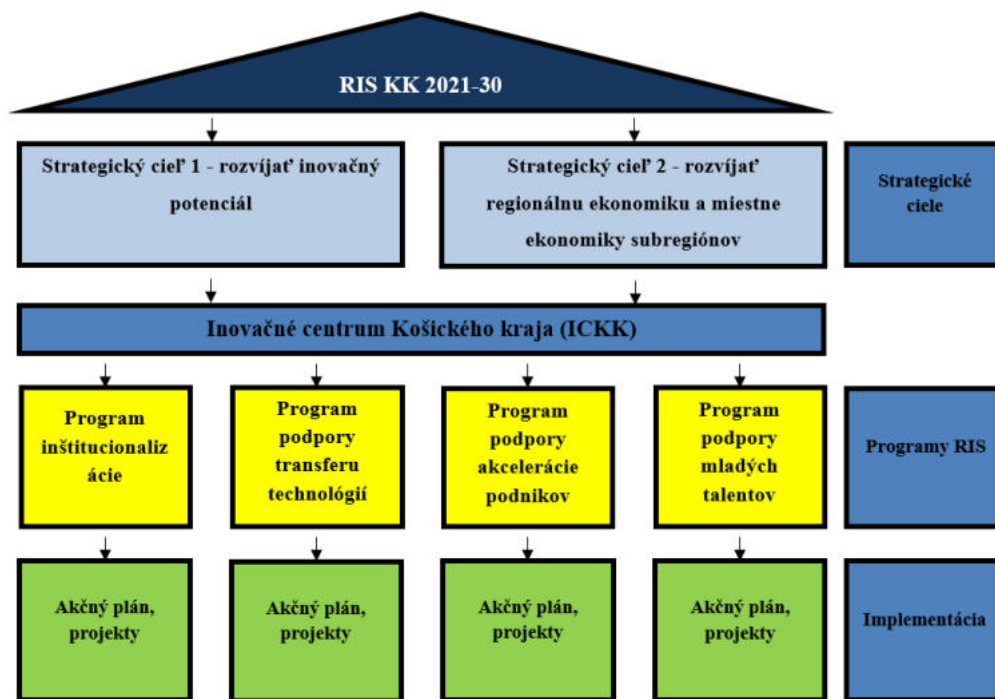 RIS KK 2021-30
Strategický cieľ 1 - rozvíjať inovačný
potenciál
Strategický cieľ 2 - rozvíjať
regionálnu ekonomiku a miestne
ekonomiky subregiónov
Strategické
ciele
Inovačné centrum Košického kraja (ICKK)
Program
inštitucionaliz
ácie
Program
podpory
transferu
technológií
Program
podpory
akcelerácie
podnikov
Program
podpory
mladých
talentov
Programy RIS
Akčný plán,
projekty
Akčný plán,
projekty
Akčný plán,
projekty
Akčný plán,
projekty
Implementácia